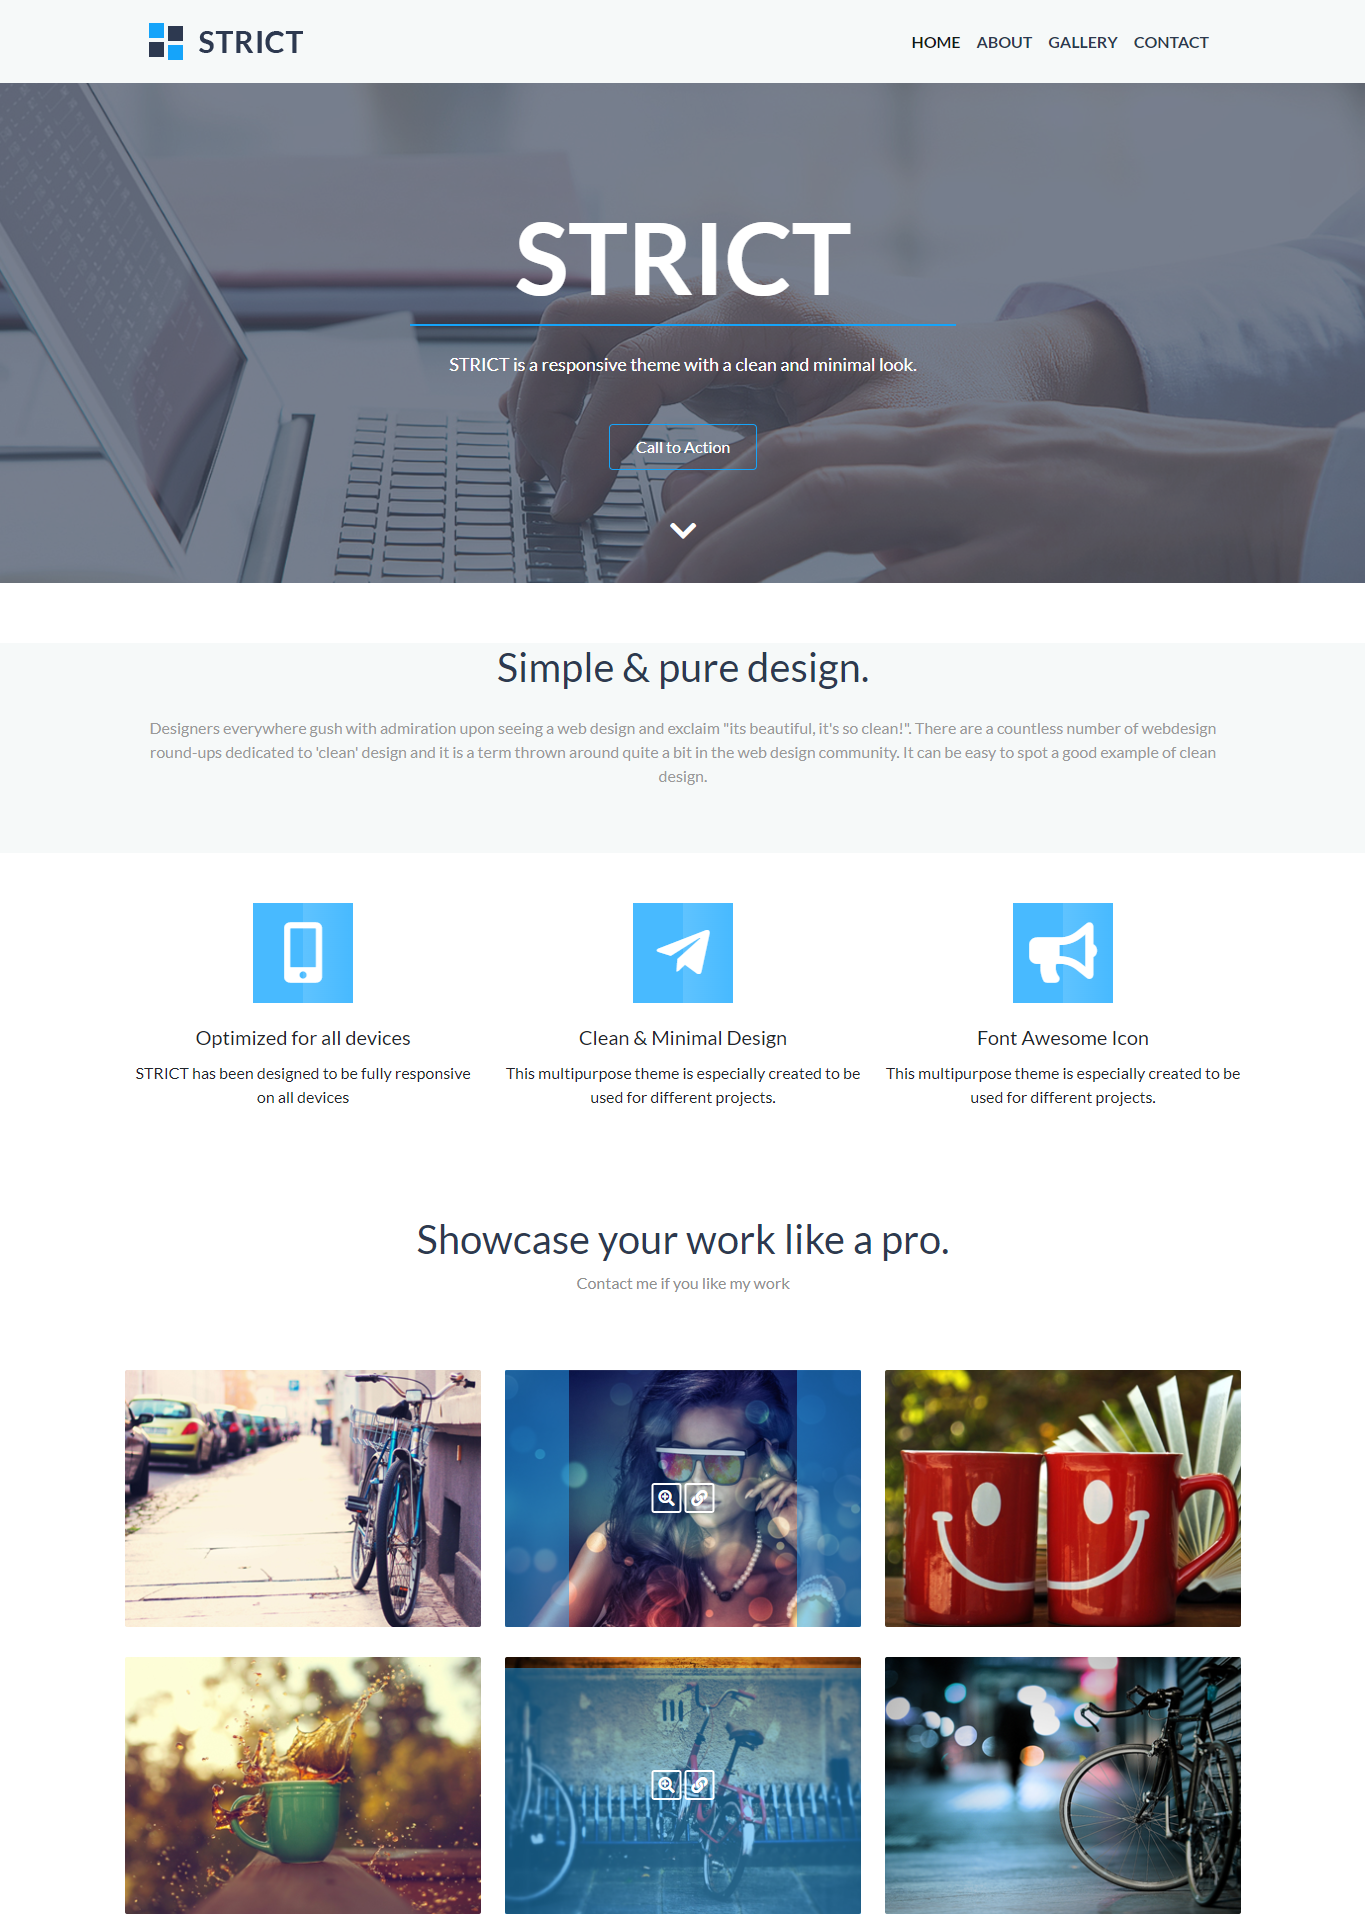 STRICT
HOME ABOUT GALLERY CONTACT
STRICT
STRICT is a responsive theme with a clean and minimal look.
Call to Action
Simple & pure design.
Designers everywhere gush with admiration upon seeing a web design and exclaim "its beautiful, it's so clean!". There are a countless number of webdesign
round-ups dedicated to 'clean' design and it is a term thrown around quite a bit in the web design community. It can be easy to spot a good example of clean
design.
Optimized for all devices
STRICT has been designed to be fully responsive
on all devices
Clean & Minimal Design
This multipurpose theme is especially created to be
used for different projects.
Font Awesome Icon
This multipurpose theme is especially created to be
used for different projects.
Showcase your work like a pro.
Contact me if you like my work